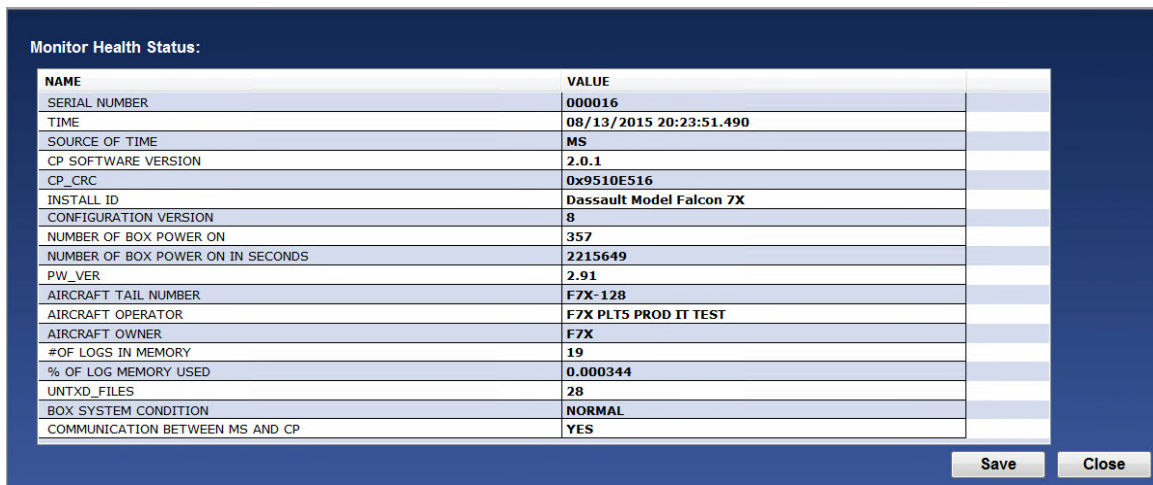 Monitor Health Status:
NAME VALUE
SERIAL NUMBER 000016
TIME 08/13/2015 20:23:51.490
SOURCE OF TIME MS
CP SOFTWARE VERSION 2.0.1
CP_CRC 0x9510E516
INSTALL ID Dassault Model Falcon 7X
CONFIGURATION VERSION 8
NUMBER OF BOX POWER ON 357
NUMBER OF BOX POWER ON IN SECONDS 2215649
PW_VER 2.91
AIRCRAFT TAIL NUMBER F7X-128
AIRCRAFT OPERATOR F7X PLT5 PROD IT TEST
AIRCRAFT OWNER F7X
#OF LOGS IN MEMORY 19
% OF LOG MEMORY USED 0.000344
UNTXD_FILES 28
BOX SYSTEM CONDITION NORMAL
COMMUNICATION BETWEEN MS AND CP YES
Save Close